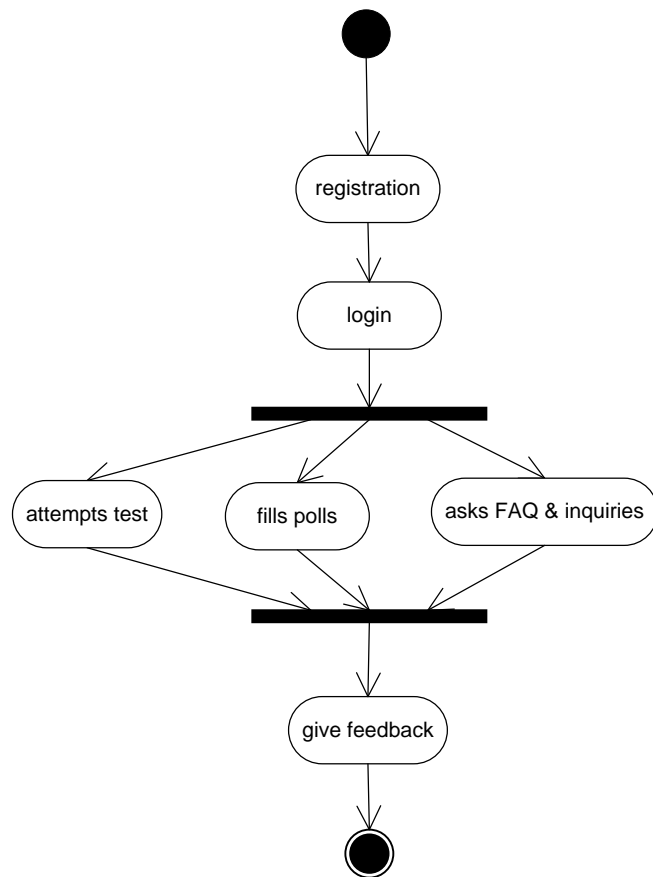 registration
login
attempts test
fills polls
asks FAQ & inquiries
give feedback